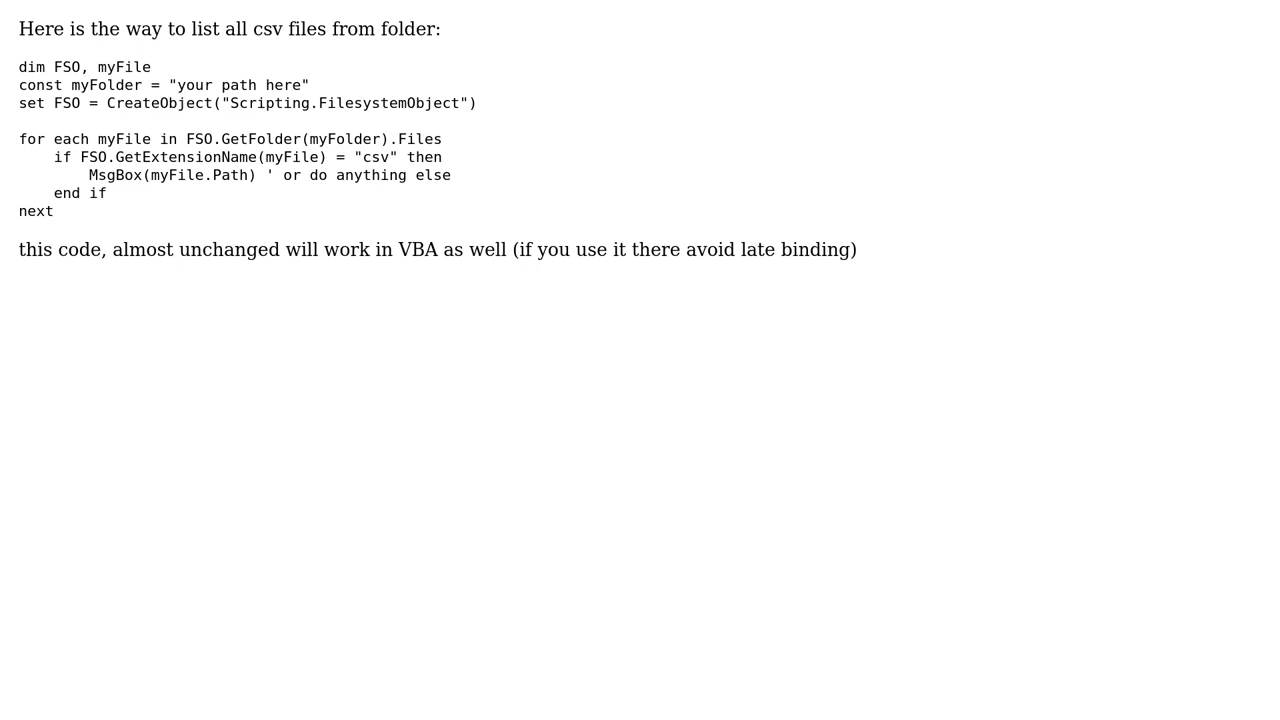 Here is the way to list all csv files from folder:
dim FSO, myFile
const myFolder = "your path here"
set FSO = CreateObject("Scripting.FilesystemObject")
for each myFile in FSO.GetFolder(myFolder).Files
    if FSO.GetExtensionName(myFile) = "csv" then
        MsgBox(myFile.Path) ' or do anything else
    end if
next
this code, almost unchanged will work in VBA as well (if you use it there avoid late binding)